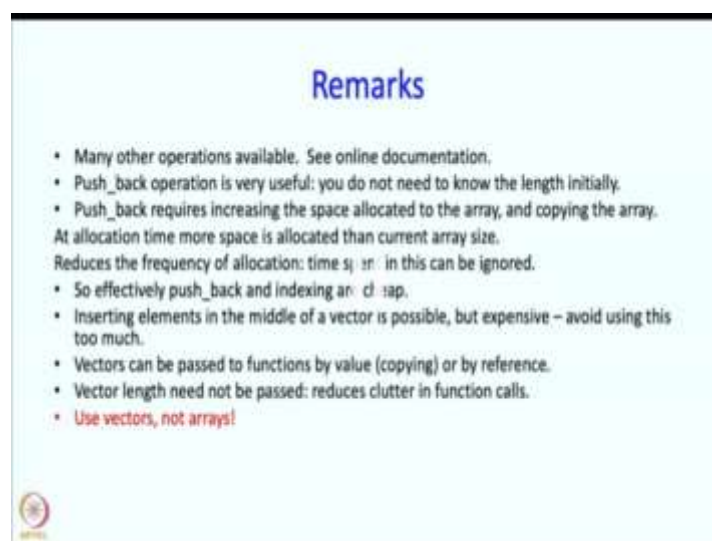 Remarks
• Many other operations available. See online documentation.
• Push_back operation is very useful: you do not need to know the length initially.
• Push_back requires increasing the space allocated to the array, and copying the array.
At allocation time more space is allocated than current array size.
Reduces the frequency of allocation: time in this can be ignored.
• So effectively push_back and indexing
• Inserting elements in the middle of a vector is possible, but expensive – avoid using this
too much.
• Vectors can be passed to functions by value (copying) or by reference.
• Vector length need not be passed: reduces clutter in function calls.
• Use vectors, not arrays!